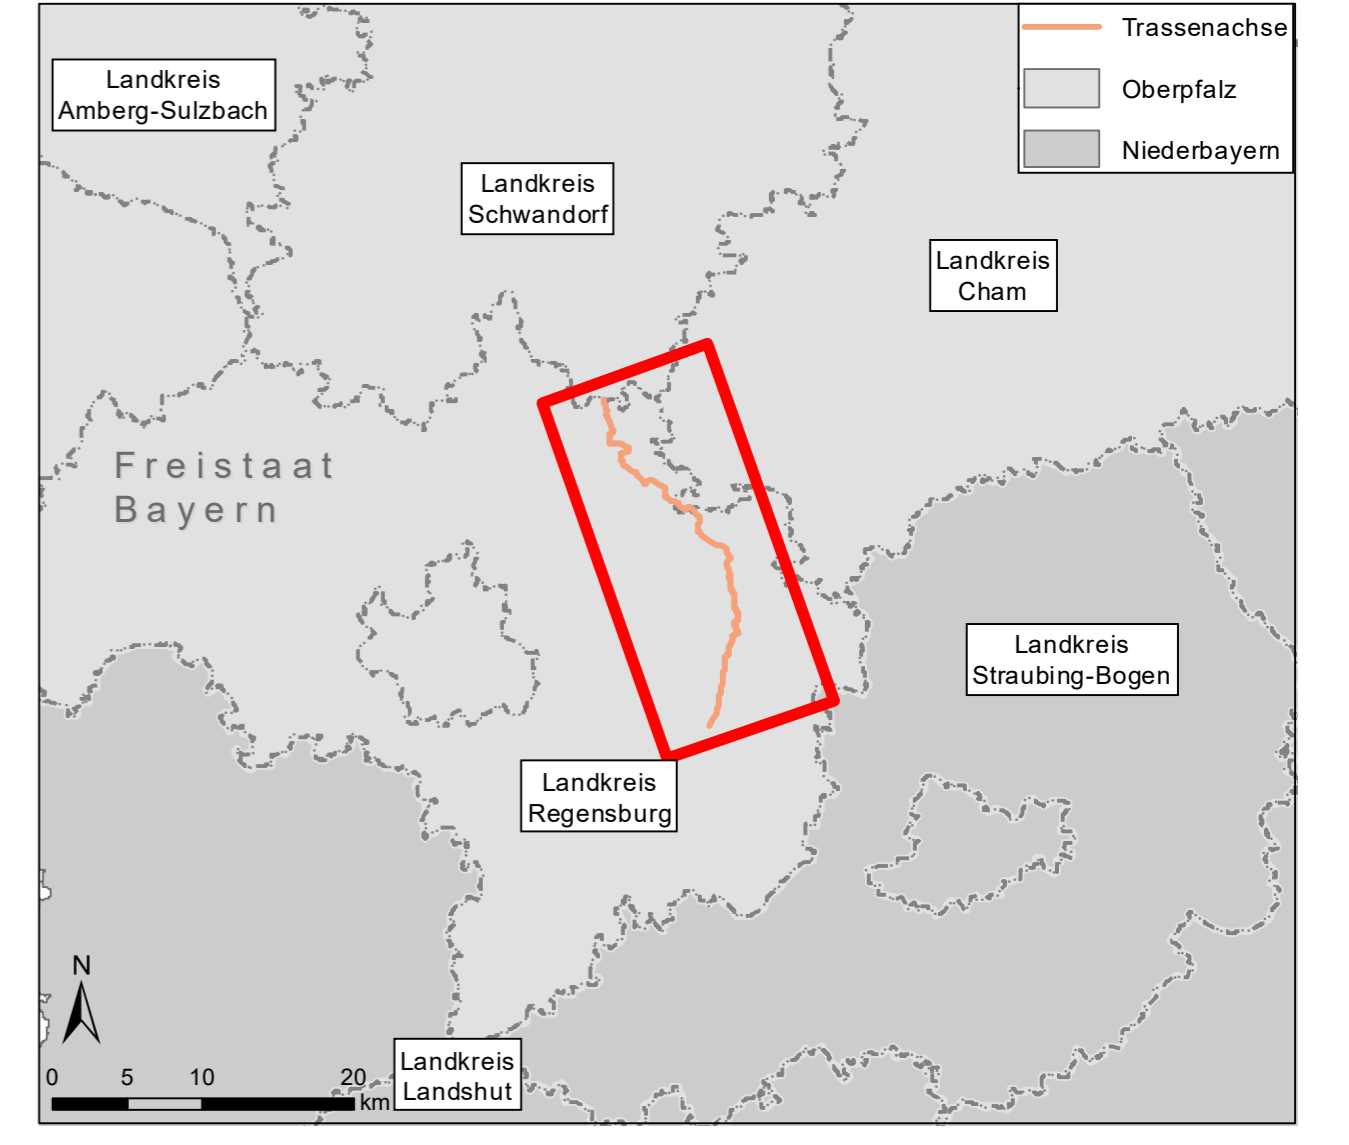 Trassenachse
Oberpfalz
Niederbayern
Landkreis
Amberg-Sulzbach
Landkreis
Schwandorf
Landkreis
Cham
Freistaat
Bayern
Landkreis
Straubing-Bogen
Landkreis
Regensburg
N
Landkreis
Landshut
0 5 10 20
km